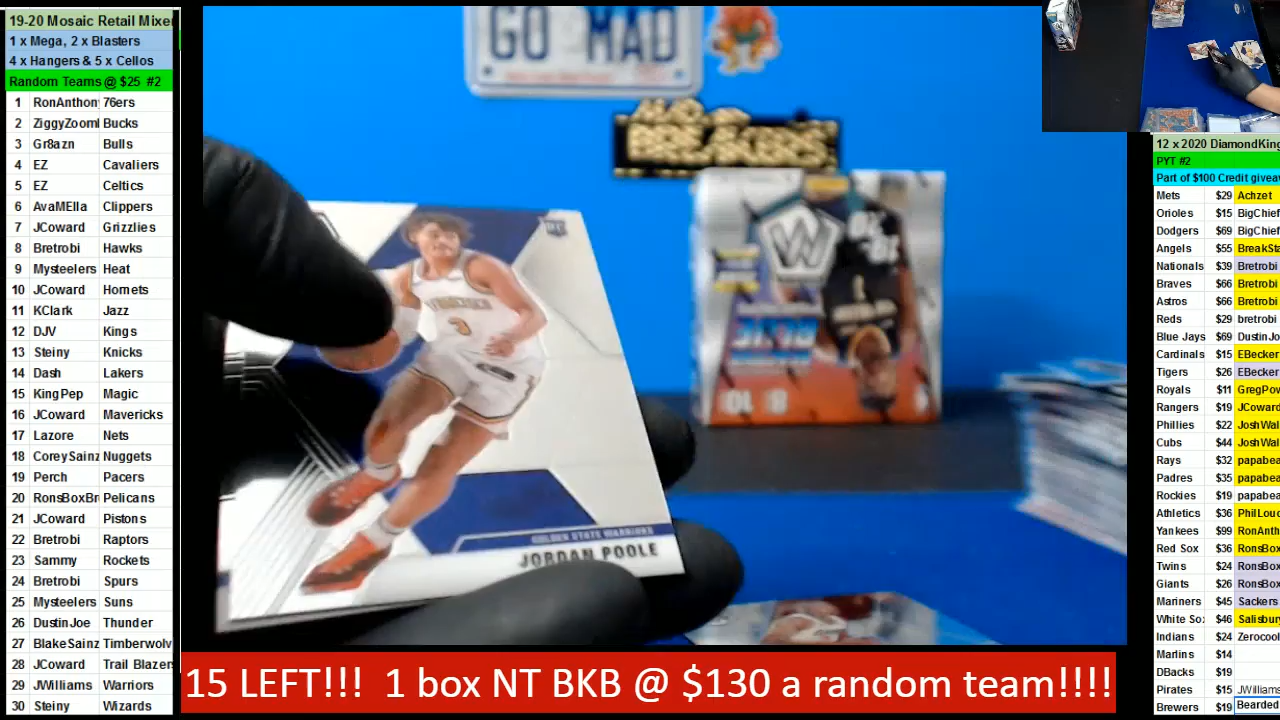 19-20 Mosaic Retail Mixer
1 x Mega, 2 x Blasters
4 x Hangers & 5 x Cellos
Random Teams @ $25 #2
1 RonAnthony 76ers
2 ZiggyZoom Bucks
3 Gr8azn Bulls
4 EZ Cavaliers
5 EZ Celtics
6 AvaMElla Clippers
7 JCoward Grizzlies
8 Bretrobi Hawks
9 Mysteelers Heat
10 JCoward Hornets
11 KClark Jazz
12 DJV Kings
13 Steiny Knicks
14 Dash Lakers
15 KingPep Magic
16 JCoward Mavericks
17 Lazore Nets
18 CoreySainz Nuggets
19 Perch Pacers
20 RonsBoxBr Pelicans
21 JCoward Pistons
22 Bretrobi Raptors
23 Sammy Rockets
24 Bretrobi Spurs
25 Mysteelers Suns
26 DustinJoe Thunder
27 BlakeSainz Timberwolv
28 JCoward Trail Blazers
29 JWilliams Warriors
30 Steiny Wizards
GO MAD
RC
3
GOLDEN STATE WARRIORS
JORDAN POOLE
15 LEFT!!! 1 box NT BKB @ $130 a random team!!!!
12 x 2020 DiamondKing
PYT #2
Part of $100 Credit giveaw
Mets $29 Achzet
Orioles $15 BigChief
Dodgers $69 BigChief
Angels $55 BreakSta
Nationals $39 Bretrobi
Braves $66 Bretrobi
Astros $66 Bretrobi
Reds $29 bretrobi
Blue Jays $69 DustinJo
Cardinals $15 EBecker
Tigers $26 EBecker
Royals $11 GregPow
Rangers $19 JCoward
Phillies $22 JoshWal
Cubs $44 JoshWal
Rays $32 papabea
Padres $35 papabea
Rockies $19 papabea
Athletics $36 PhilLouc
Yankees $99 RonAnth
Red Sox $36 RonsBox
Twins $24 RonsBox
Giants $26 RonsBox
Mariners $45 Sackers
White Sox $46 Salisbury
Indians $24 Zerocool
Marlins $14
DBacks $19
Pirates $15 JWilliams
Brewers $19 Bearded